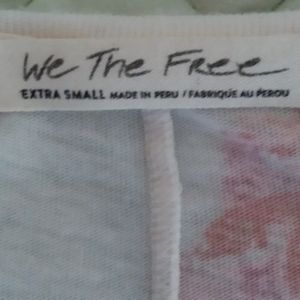 We The Free
EXTRA SMALL MADE IN PERU / FABRIQUÉ AU PÉROU